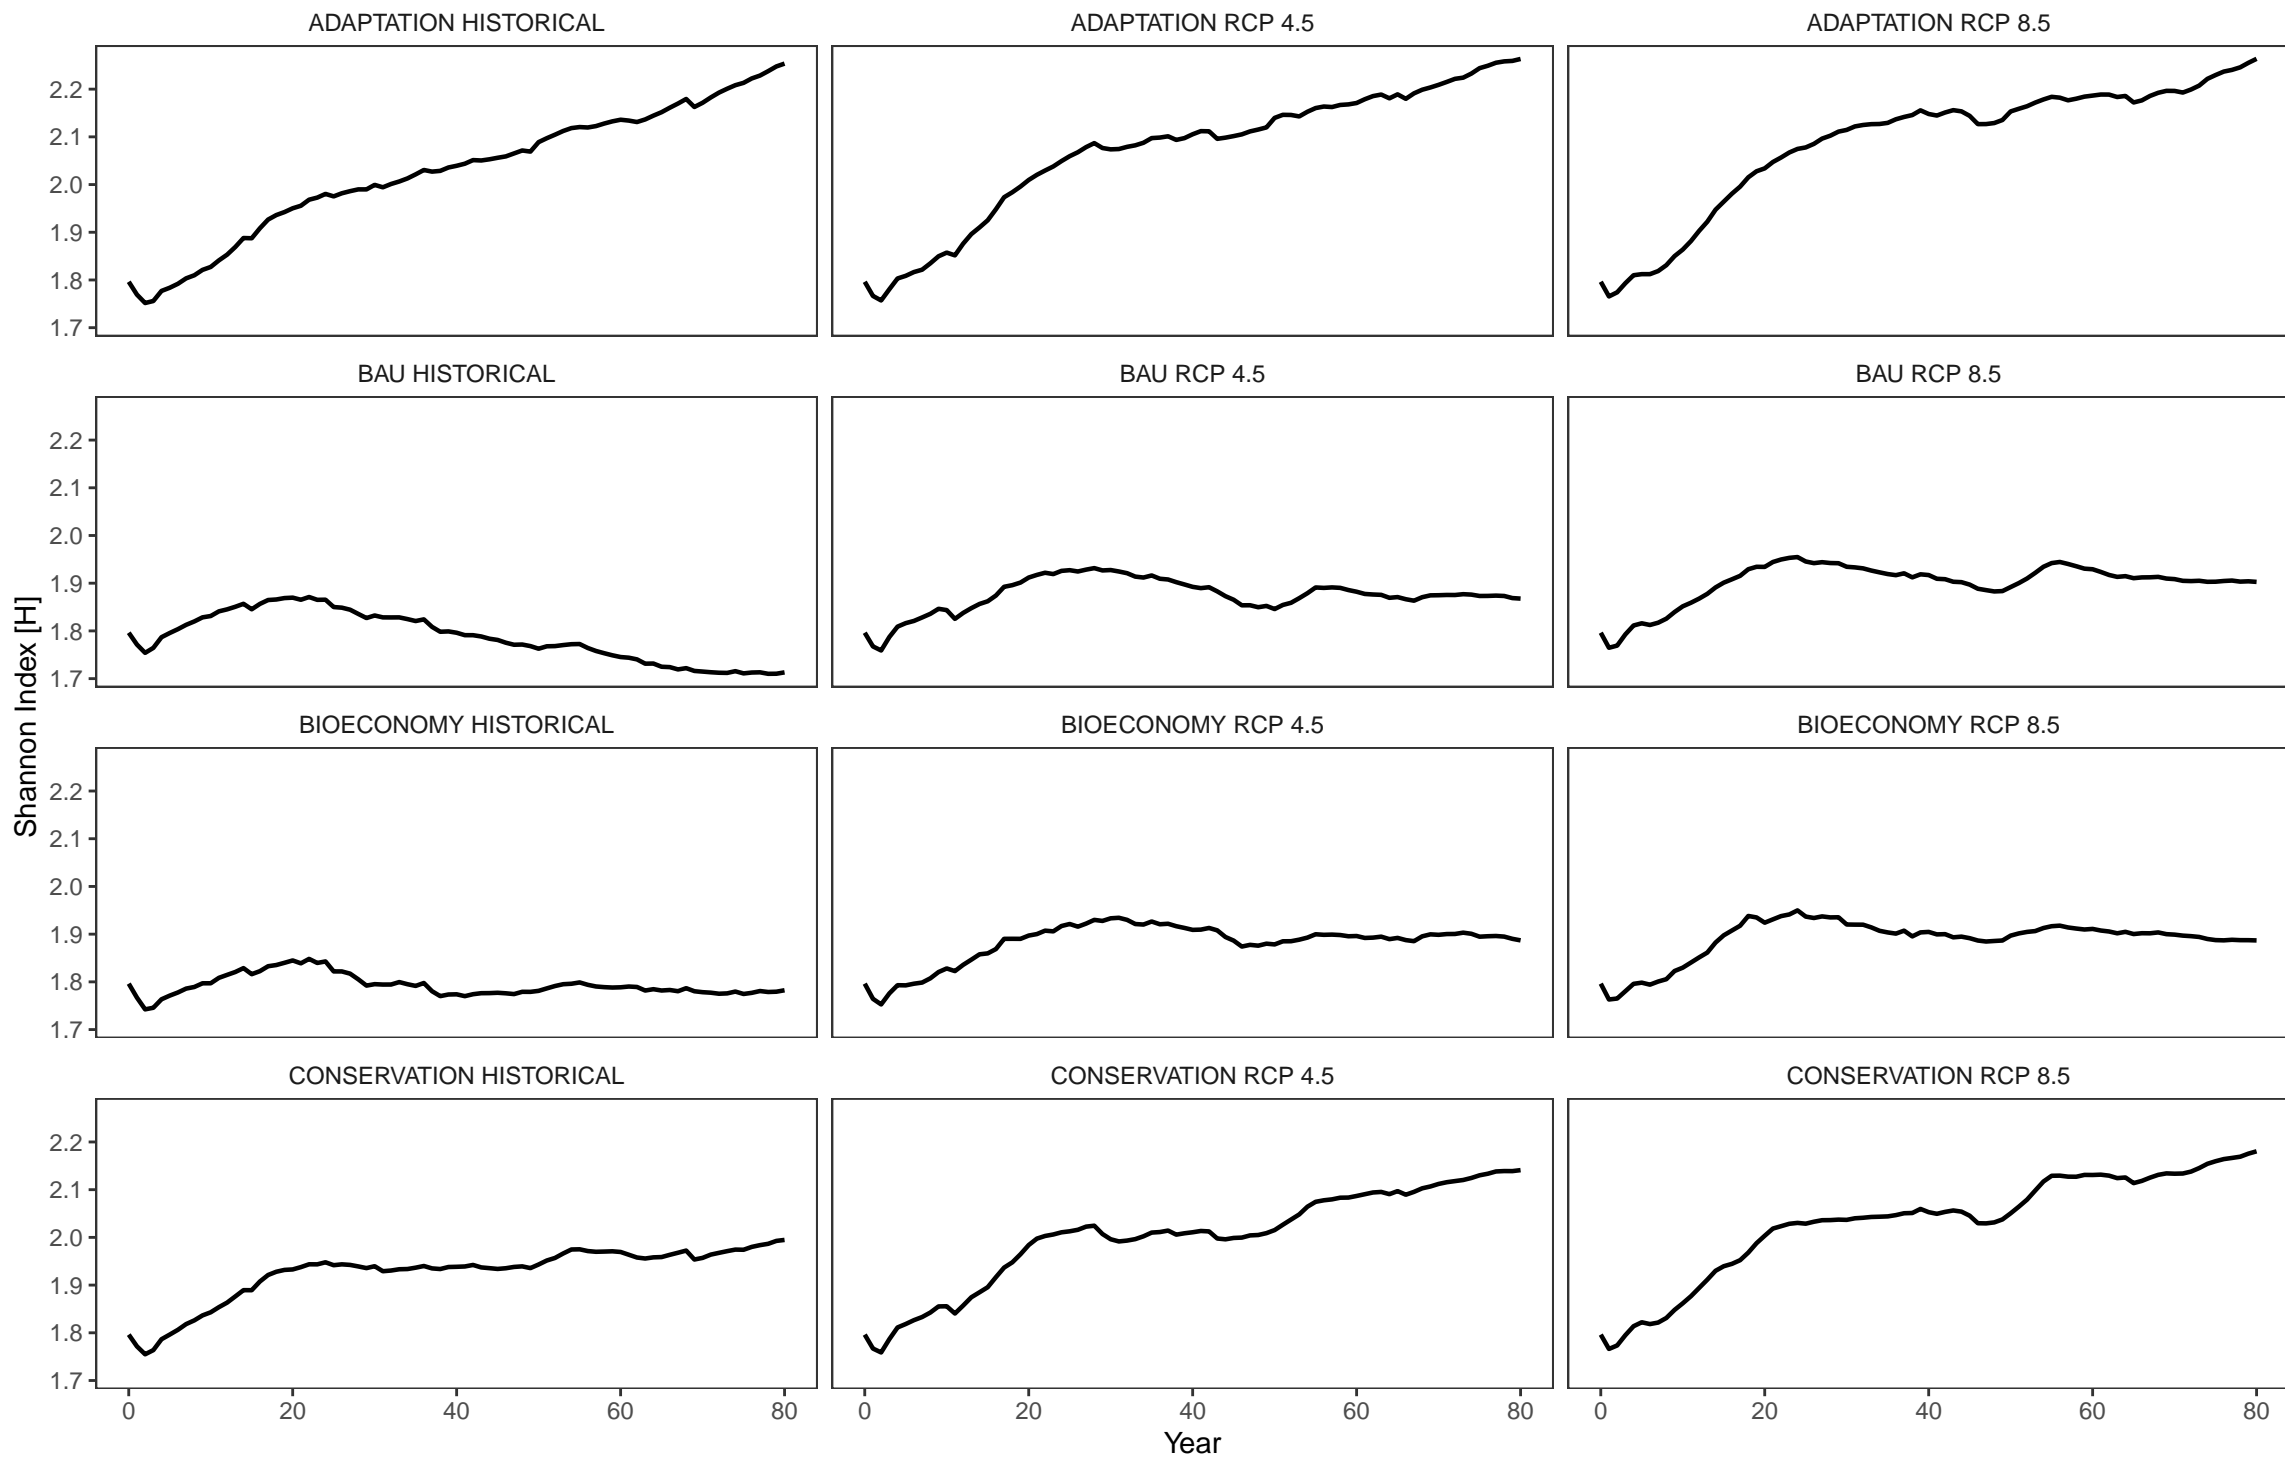 ADAPTATION HISTORICAL
ADAPTATION RCP 4.5
ADAPTATION RCP 8.5
2.2
2.1
2.0
1.9
1.8
1.7
BAU HISTORICAL
BAU RCP 4.5
BAU RCP 8.5
2.2
2.1
2.0
1.9
1.8
1.7
Shannon Index [H]
BIOECONOMY HISTORICAL
BIOECONOMY RCP 4.5
BIOECONOMY RCP 8.5
2.2
2.1
2.0
1.9
1.8
1.7
CONSERVATION HISTORICAL
CONSERVATION RCP 4.5
CONSERVATION RCP 8.5
2.2
2.1
2.0
1.9
1.8
1.7
0 20 40 60 80
0 20 40 60 80
0 20 40 60 80
Year